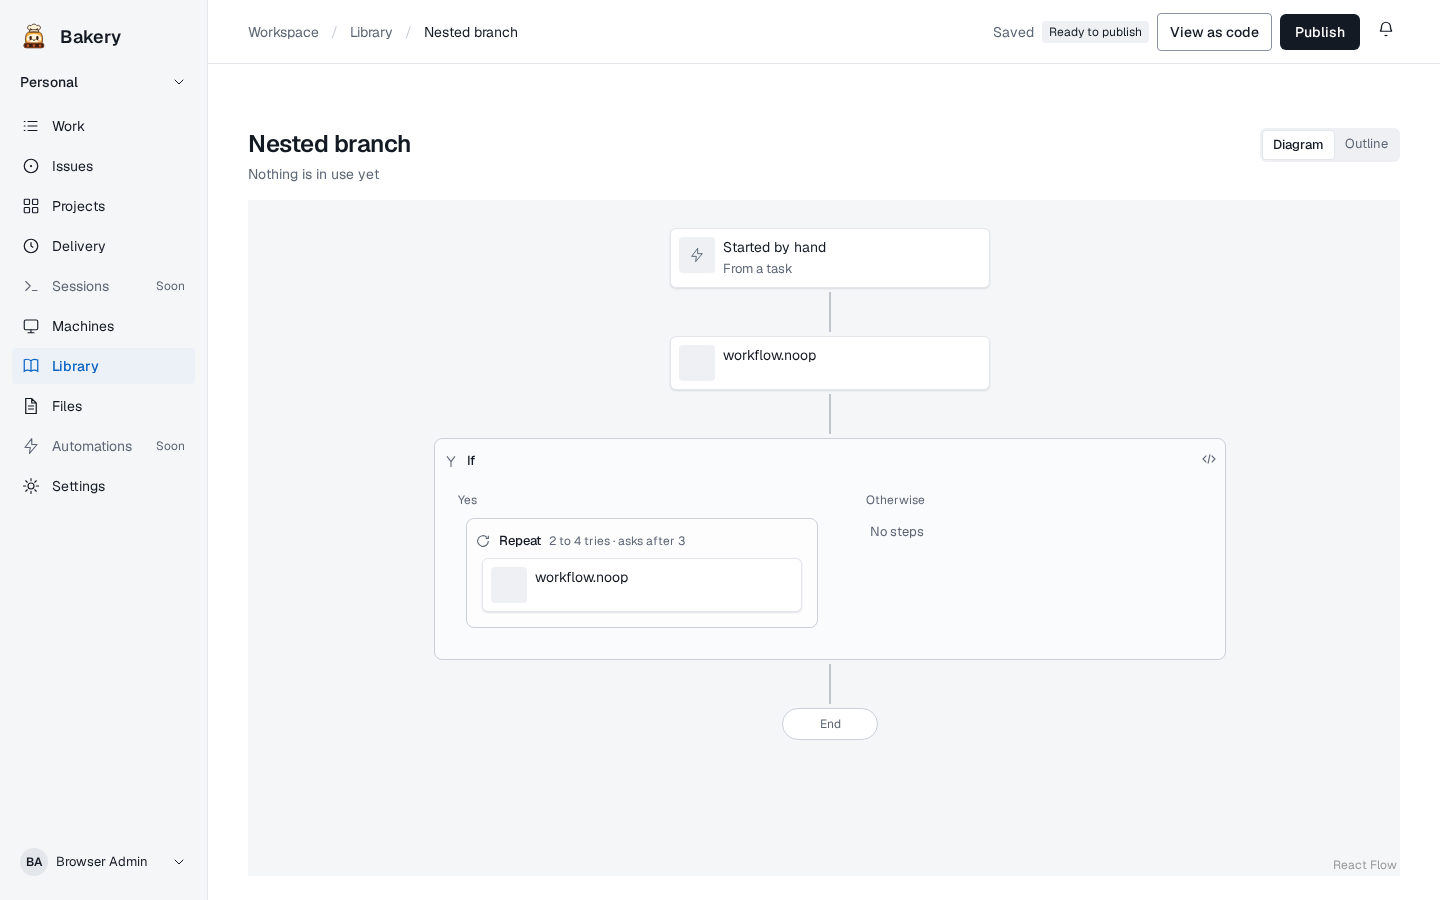 Bakery
Personal
Work
Issues
Projects
Delivery
Sessions Soon
Machines
Library
Files
Automations Soon
Settings
BA Browser Admin
Workspace / Library / Nested branch
Saved Ready to publish View as code Publish
Nested branch
Nothing is in use yet
Diagram Outline
Started by hand
From a task
workflow.noop
If
Yes
Otherwise
Repeat 2 to 4 tries · asks after 3
No steps
workflow.noop
End
React Flow